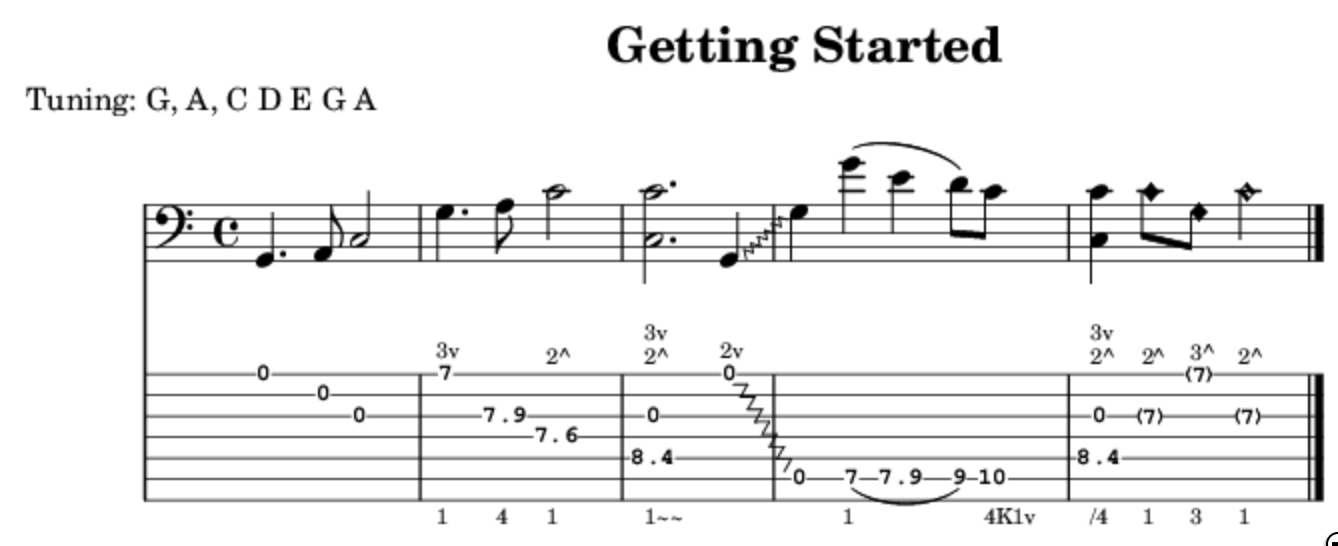 Getting Started
Tuning: G, A, C D E G A
3v 3v
3v 2^ 2^ 2v 2^ 2^ 3^ 2^
0 7 0 (7)
0
0 7.9 0 0 (7) (7)
7.6
8.4 8.4
0 7 7.9 9 10
1 4 1 1~~ 1 4K1v /4 1 3 1